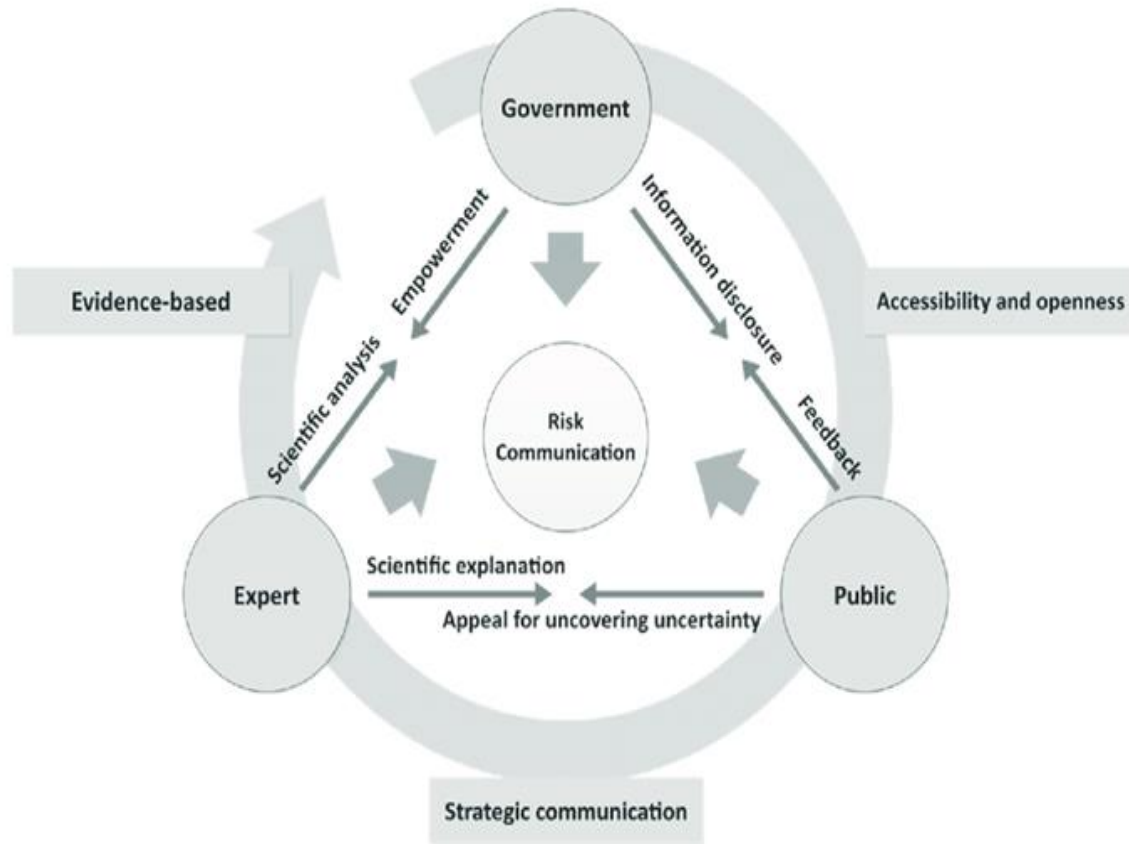 Government
Empowerment
Information disclosure
Evidence-based
Accessibility and openness
Scientific analysis
Risk
Communication
Feedback
Expert
Scientific explanation
Appeal for uncovering uncertainty
Public
Strategic communication